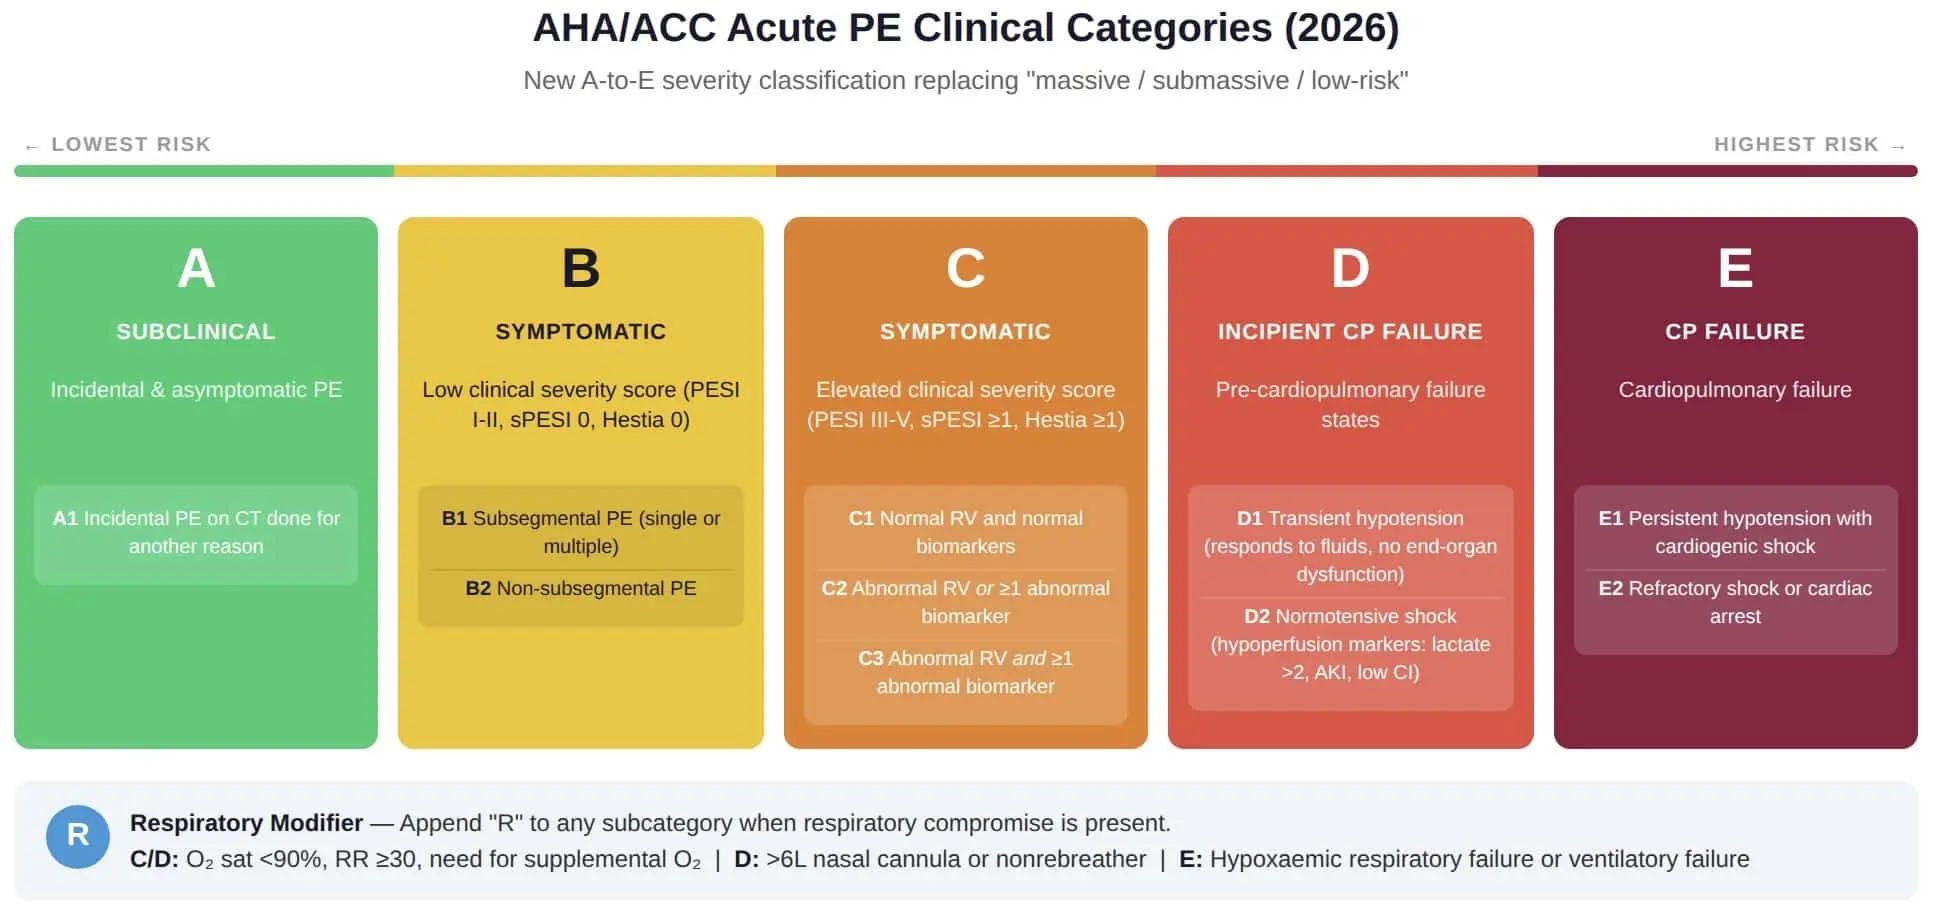 AHA/ACC Acute PE Clinical Categories (2026)
New A-to-E severity classification replacing "massive / submassive / low-risk"
← LOWEST RISK
HIGHEST RISK →
A
SUBCLINICAL
Incidental & asymptomatic PE
A1 Incidental PE on CT done for
another reason
B
SYMPTOMATIC
Low clinical severity score (PESI
I-II, sPESI 0, Hestia 0)
B1 Subsegmental PE (single or
multiple)
B2 Non-subsegmental PE
C
SYMPTOMATIC
Elevated clinical severity score
(PESI III-V, sPESI ≥1, Hestia ≥1)
C1 Normal RV and normal
biomarkers
C2 Abnormal RV or ≥1 abnormal
biomarker
C3 Abnormal RV and ≥1
abnormal biomarker
D
INCIPIENT CP FAILURE
Pre-cardiopulmonary failure
states
D1 Transient hypotension
(responds to fluids, no end-organ
dysfunction)
D2 Normotensive shock
(hypoperfusion markers: lactate
>2, AKI, low CI)
E
CP FAILURE
Cardiopulmonary failure
E1 Persistent hypotension with
cardiogenic shock
E2 Refractory shock or cardiac
arrest
R
Respiratory Modifier — Append "R" to any subcategory when respiratory compromise is present.
C/D: O₂ sat <90%, RR ≥30, need for supplemental O₂ | D: >6L nasal cannula or nonrebreather | E: Hypoxaemic respiratory failure or ventilatory failure